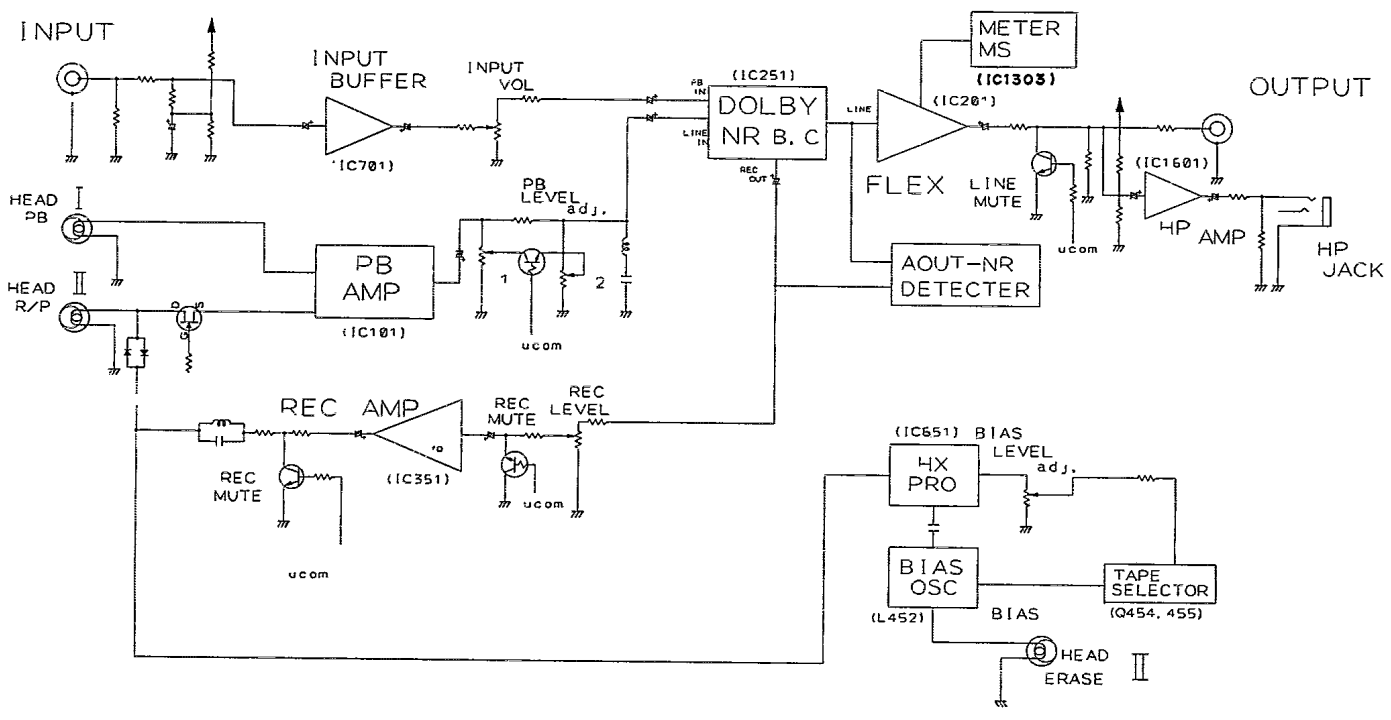 INPUT
INPUT
BUFFER
(IC701)
INPUT
VOL
PB
IN
LINE
IN
(IC251)
DOLBY
NR B. C
REC
OUT
LINE
METER
MS
(IC1303)
(IC201)
FLEX
LINE
MUTE
ucom
OUTPUT
(IC1601)
HP AMP
HP
JACK
AOUT-NR
DETECTER
HEAD I
PB
HEAD II
R/P
D
S
G
PB
AMP
(IC101)
PB
LEVEL
adj.
1
2
ucom
REC AMP
(IC351)
REC
MUTE
ucom
REC
LEVEL
REC
MUTE
ucom
(IC651)
HX
PRO
BIAS
LEVEL
adj.
BIAS
OSC
(L452)
BIAS
TAPE
SELECTOR
(Q454, 455)
HEAD II
ERASE